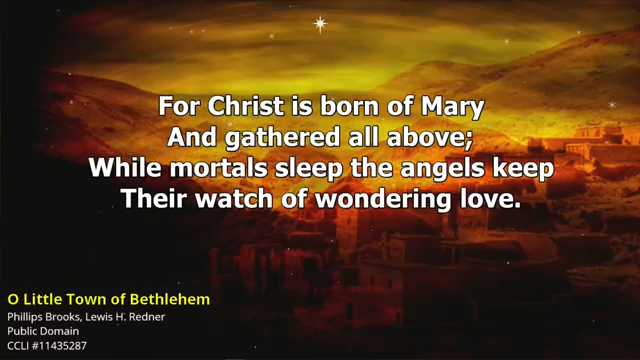 For Christ is born of Mary
And gathered all above;
While mortals sleep the angels keep
Their watch of wondering love.
O Little Town of Bethlehem
Phillips Brooks, Lewis H. Redner
Public Domain
CCLI #11435287